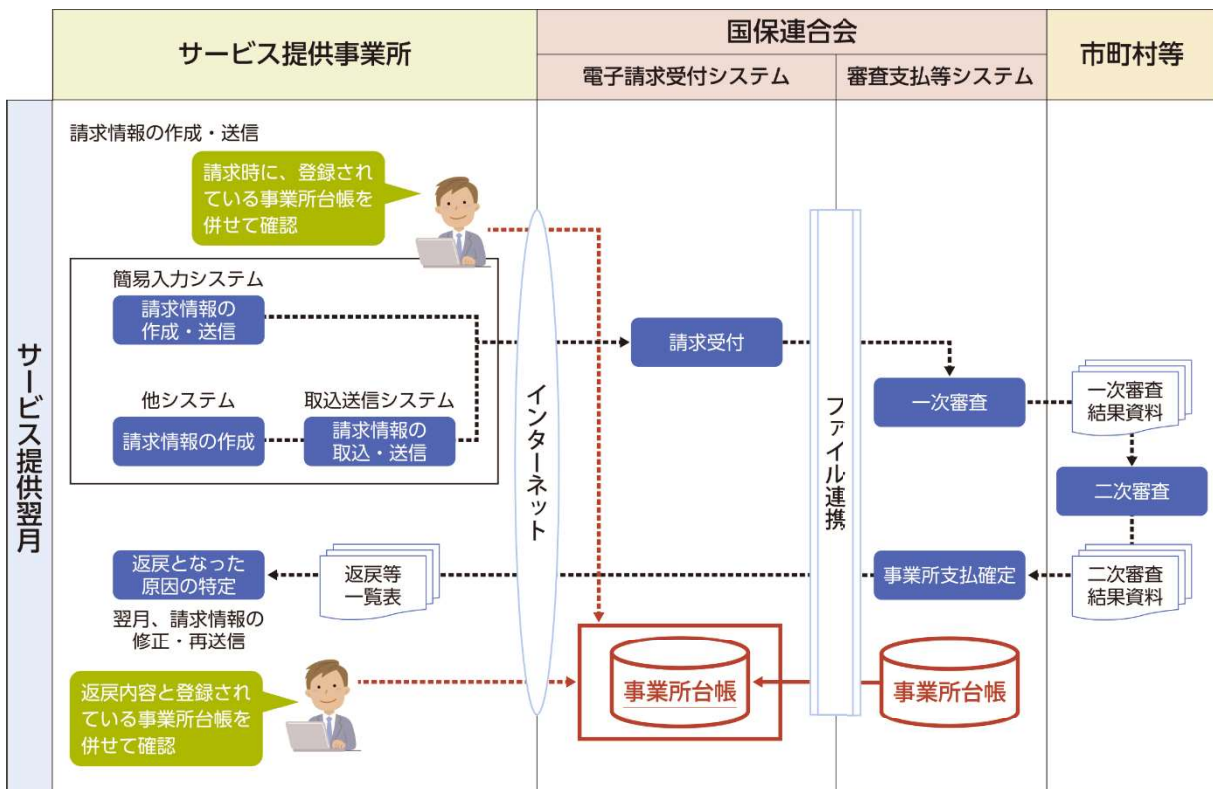 サービス提供事業所
国保連合会
市町村等
電子請求受付システム
審査支払等システム
サービス提供翌月
請求情報の作成・送信
請求時に、登録され
ている事業所台帳を
併せて確認
簡易入力システム
請求情報の
作成・送信
他システム
請求情報の作成
取込送信システム
請求情報の
取込・送信
インターネット
請求受付
ファイル連携
一次審査
一次審査
結果資料
二次審査
二次審査
結果資料
事業所支払確定
返戻等
一覧表
返戻となった
原因の特定
翌月、請求情報の
修正・再送信
返戻内容と登録され
ている事業所台帳を
併せて確認
事業所台帳
事業所台帳